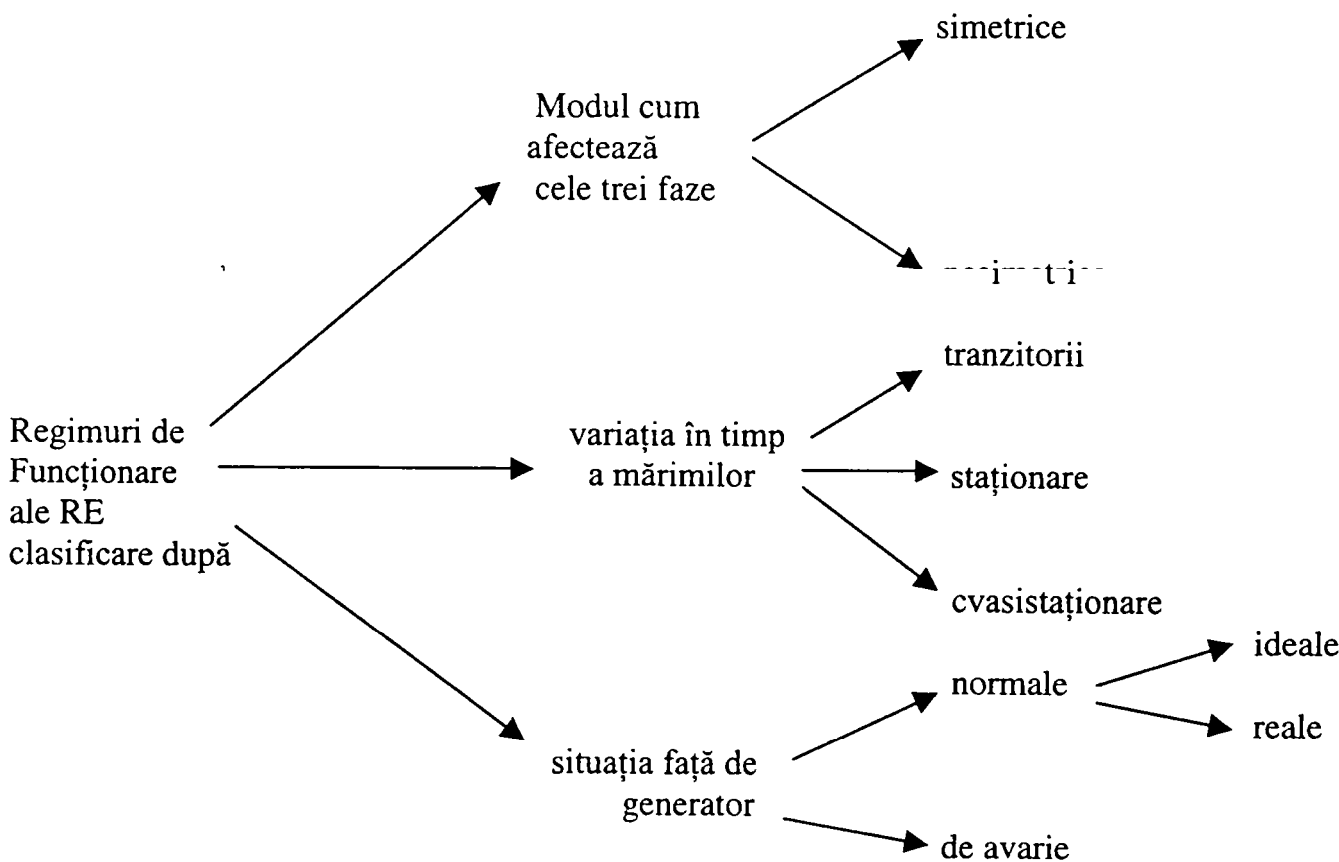 simetrice
Modul cum
afectează
cele trei faze
tranzitorii
Regimuri de
Funcționare
ale RE
clasificare după
variația în timp
a mărimilor
staționare
cvasistaționare
ideale
normale
reale
situația față de
generator
de avarie